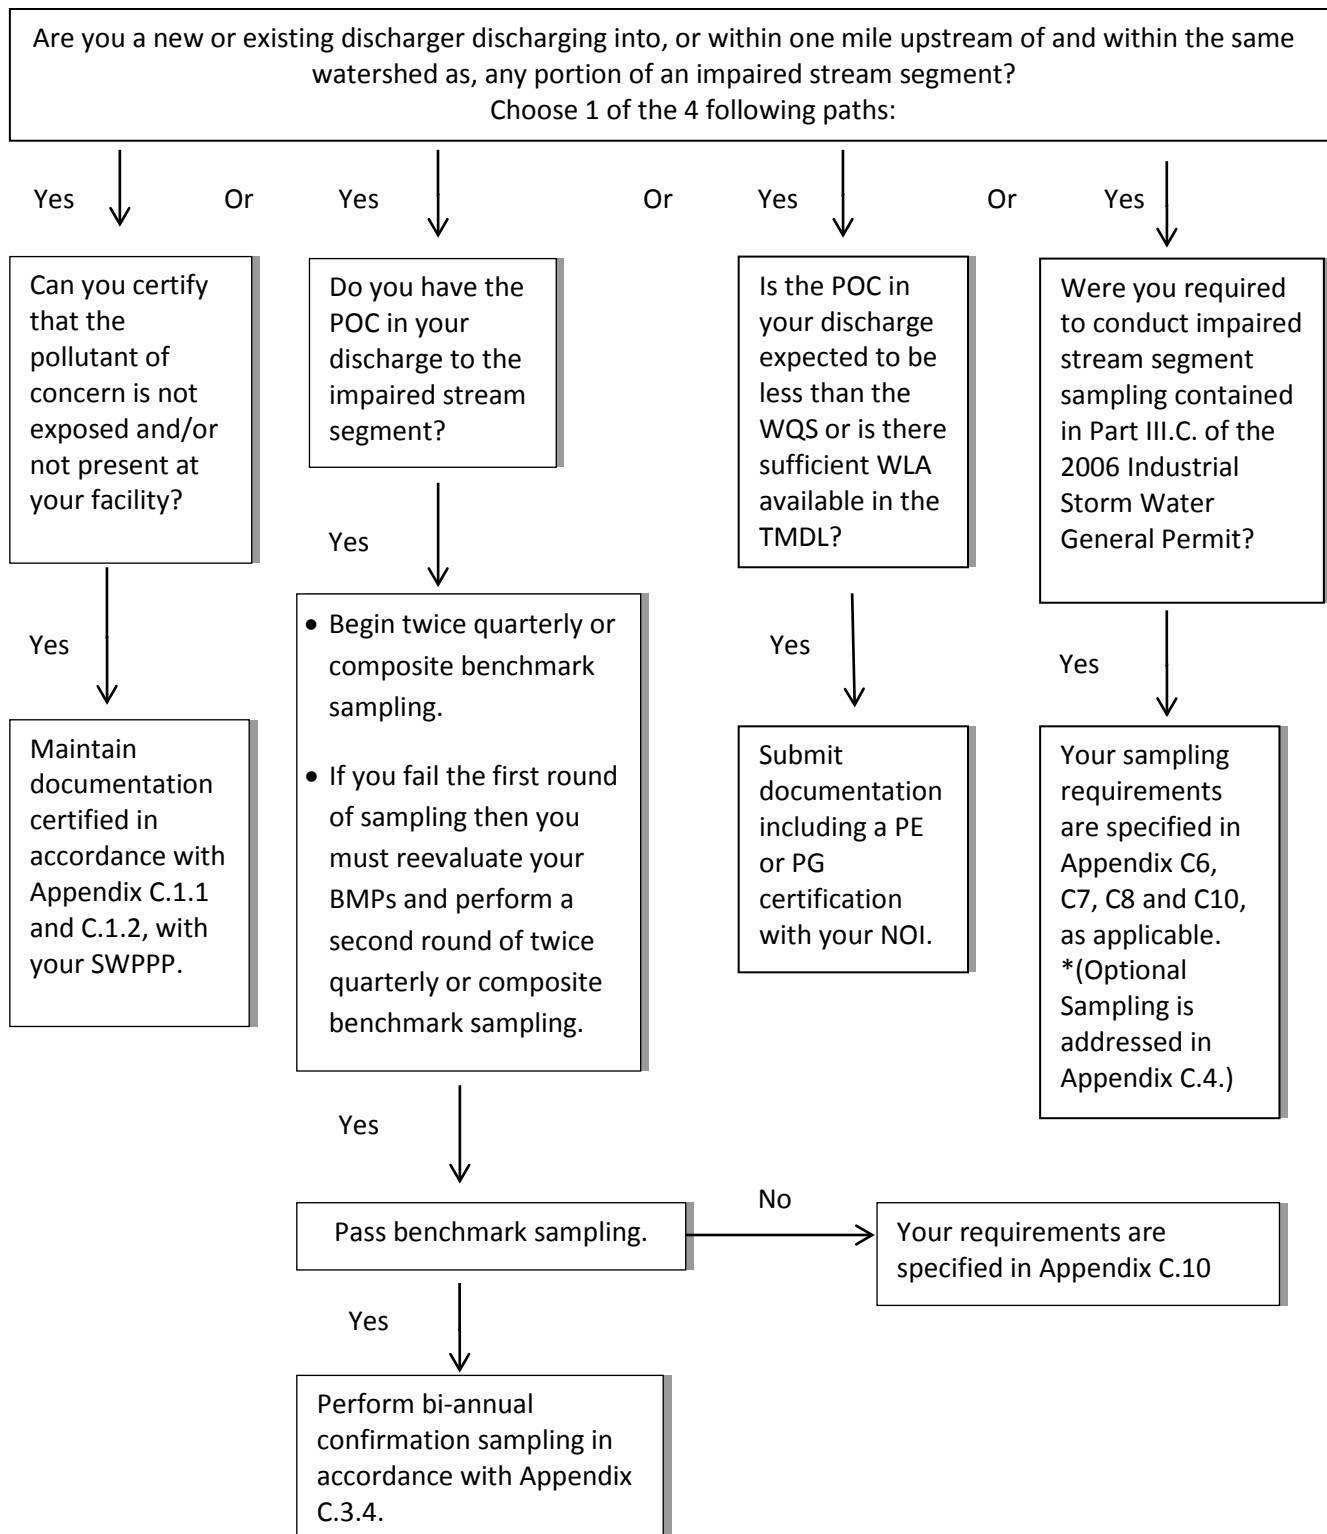 Are you a new or existing discharger discharging into, or within one mile upstream of and within the same
watershed as, any portion of an impaired stream segment?
Choose 1 of the 4 following paths:
Yes
Or
Yes
Or
Yes
Or
Yes
Can you certify
that the
pollutant of
concern is not
exposed and/or
not present at
your facility?
Do you have the
POC in your
discharge to the
impaired stream
segment?
Is the POC in
your discharge
expected to be
less than the
WQS or is there
sufficient WLA
available in the
TMDL?
Were you required
to conduct impaired
stream segment
sampling contained
in Part III.C. of the
2006 Industrial
Storm Water
General Permit?
Yes
Yes
Yes
Yes
Maintain
documentation
certified in
accordance with
Appendix C.1.1
and C.1.2, with
your SWPPP.
• Begin twice quarterly or
composite benchmark
sampling.
• If you fail the first round
of sampling then you
must reevaluate your
BMPs and perform a
second round of twice
quarterly or composite
benchmark sampling.
Submit
documentation
including a PE
or PG
certification
with your NOI.
Your sampling
requirements
are specified in
Appendix C6,
C7, C8 and C10,
as applicable.
*(Optional
Sampling is
addressed in
Appendix C.4.)
Yes
Pass benchmark sampling.
No
Your requirements are
specified in Appendix C.10
Yes
Perform bi-annual
confirmation sampling in
accordance with Appendix
C.3.4.